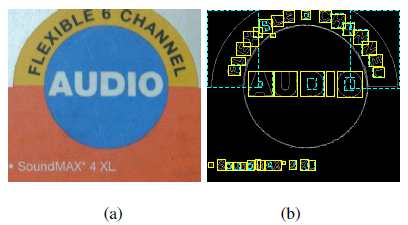 FLEXIBLE 6 CHANNEL
AUDIO
• SoundMAX® 4 XL
(a)
(b)